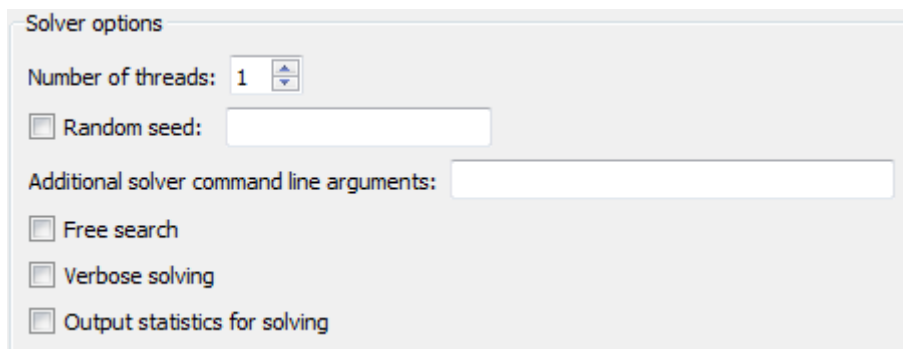 Solver options
Number of threads: 1
Random seed:
Additional solver command line arguments:
Free search
Verbose solving
Output statistics for solving